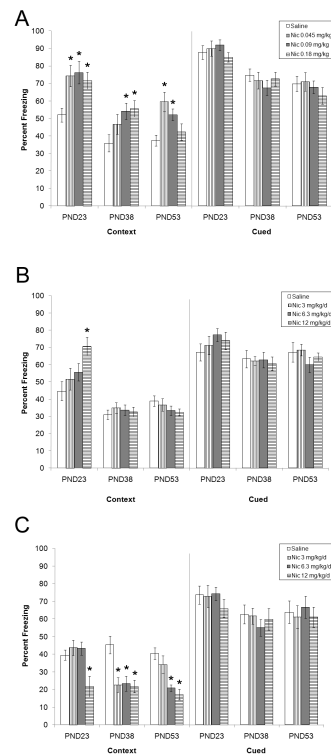 A
Saline
Nic 0.045 mg/kg
Nic 0.09 mg/kg
Nic 0.18 mg/kg
Percent Freezing
100
90
80
70
60
50
40
30
20
10
0
* * *
* *
* *
PND23 PND38 PND53 PND23 PND38 PND53
Context Cued
B
Saline
Nic 3 mg/kg/d
Nic 6.3 mg/kg/d
Nic 12 mg/kg/d
Percent Freezing
100
90
80
70
60
50
40
30
20
10
0
*
PND23 PND38 PND53 PND23 PND38 PND53
Context Cued
C
Saline
Nic 3 mg/kg/d
Nic 6.3 mg/kg/d
Nic 12 mg/kg/d
Percent Freezing
100
90
80
70
60
50
40
30
20
10
0
*
* * *
* *
PND23 PND38 PND53 PND23 PND38 PND53
Context Cued